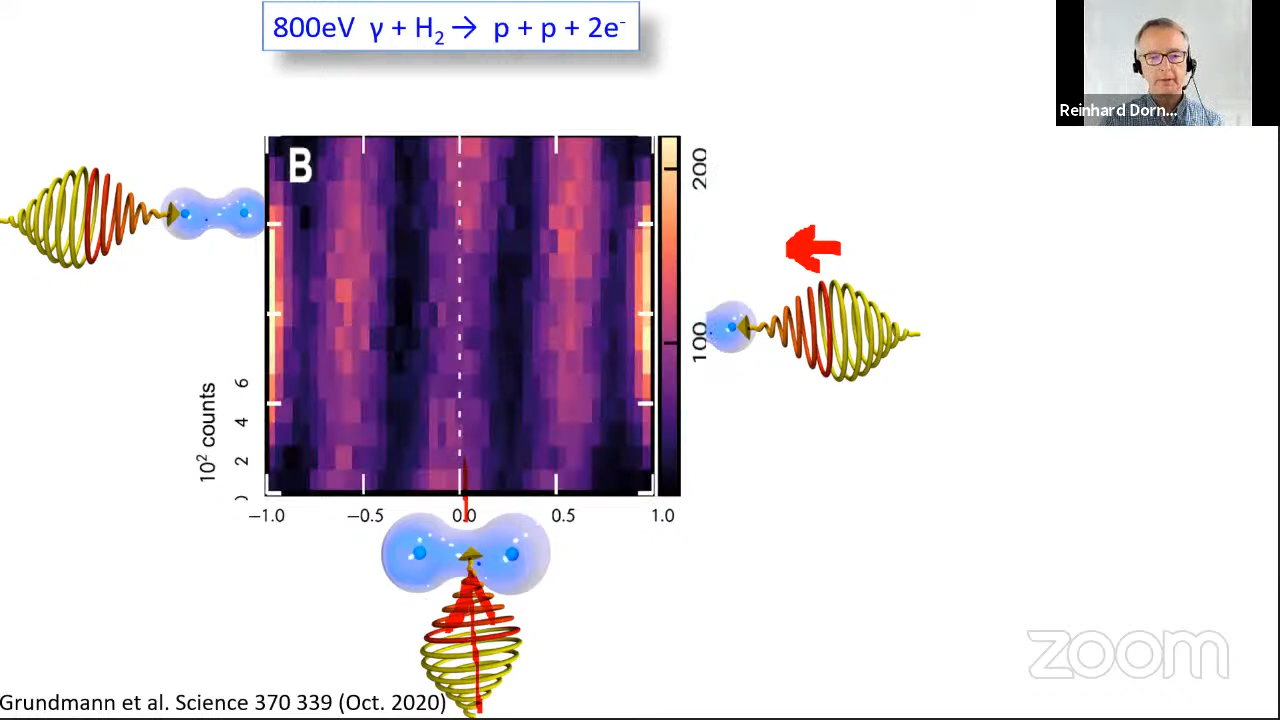 800eV γ + H₂ → p + p + 2e⁻
Reinhard Dorn...
B
200
100
10² counts
6
4
2
0
−1.0
−0.5
0.0
0.5
1.0
zoom
Grundmann et al. Science 370 339 (Oct. 2020)